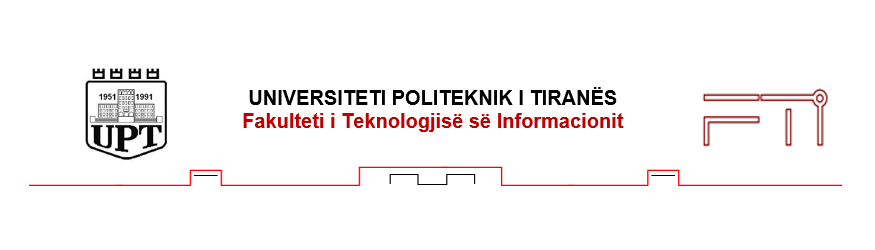 1951 1991
UPT
UNIVERSITETI POLITEKNIK I TIRANËS
Fakulteti i Teknologjisë së Informacionit